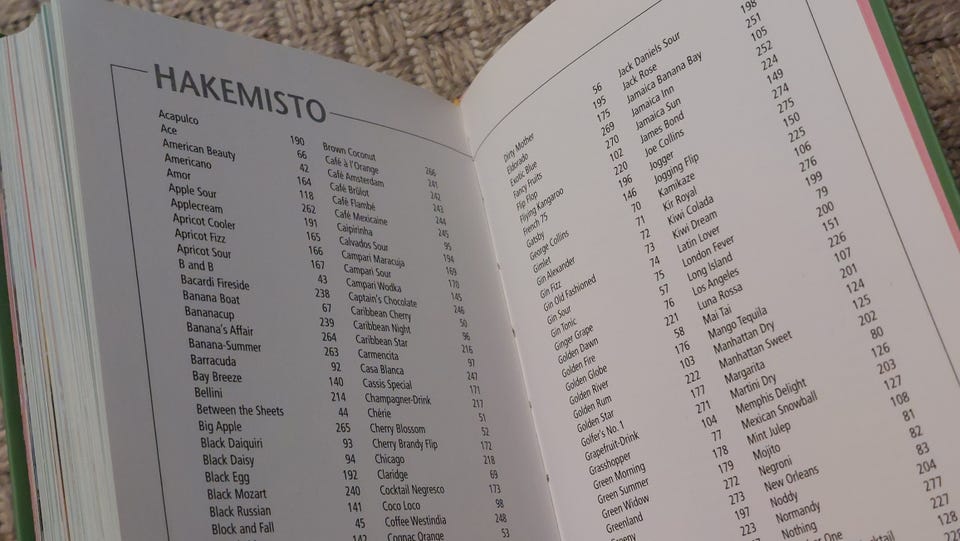 HAKEMISTO
Acapulco 190
Ace 66
American Beauty 42
Americano 164
Amor 118
Apple Sour 262
Applecream 191
Apricot Cooler 165
Apricot Fizz 166
Apricot Sour 167
B and B 43
Bacardi Fireside 238
Banana Boat 67
Bananacup 239
Banana's Affair 264
Banana-Summer 263
Barracuda 92
Bay Breeze 140
Bellini 214
Between the Sheets 44
Big Apple 265
Black Daiquiri 93
Black Daisy 94
Black Egg 192
Black Mozart 240
Black Russian 141
Block and Fall 45
142
Brown Coconut 266
Café à l'Orange 241
Café Amsterdam 242
Café Brûlot 243
Café Flambé 244
Café Mexicaine 245
Caipirinha 95
Calvados Sour 194
Campari Maracuja 169
Campari Sour 170
Campari Wodka 145
Captain's Chocolate 246
Caribbean Cherry 50
Caribbean Night 96
Caribbean Star 216
Carmencita 97
Casa Blanca 247
Cassis Special 171
Champagner-Drink 217
Chérie 51
Cherry Blossom 52
Cherry Brandy Flip 172
Chicago 218
Claridge 69
Cocktail Negresco 173
Coco Loco 98
Coffee Westindia 248
Cognac Orange 53
Dirty Mother 56
Eldorado 195
Exotic Blue 175
Fancy Fruits 269
Flip Flop 270
Flying Kangaroo 102
French 75 220
Gatsby 196
George Collins 146
Gimlet 70
Gin Alexander 71
Gin Fizz 72
Gin Old Fashioned 73
Gin Sour 74
Gin Tonic 75
Ginger Grape 57
Golden Dawn 76
Golden Fire 221
Golden Globe 58
Golden River 176
Golden Rum 103
Golden Star 222
Golfer's No. 1 177
Grapefruit-Drink 271
Grasshopper 104
Green Morning 77
Green Summer 178
Green Widow 179
Greenland 272
273
197
223
Jack Daniels Sour 198
Jack Rose 251
Jamaica Banana Bay 105
Jamaica Inn 252
Jamaica Sun 224
James Bond 149
Joe Collins 274
Jogger 275
Jogging Flip 150
Kamikaze 225
Kir Royal 106
Kiwi Colada 276
Kiwi Dream 199
Latin Lover 79
London Fever 200
Long Island 151
Los Angeles 226
Luna Rossa 107
Mai Tai 201
Mango Tequila 124
Manhattan Dry 125
Manhattan Sweet 202
Margarita 80
Martini Dry 126
Memphis Delight 203
Mexican Snowball 127
Mint Julep 108
Mojito 81
Negroni 82
New Orleans 83
Noddy 204
Normandy 277
Nothing 227
128